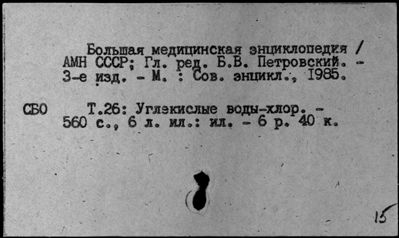 Большая медицинская энциклопедия /
АМН СССР; Гл. ред. Б.В. Петровский. -
3-е изд. - М. : Сов. энцикл., 1985.
СБО Т.26: Углекислые воды-хлор. -
560 с., 6 л. ил.: ил. - 6 р. 40 к.
15